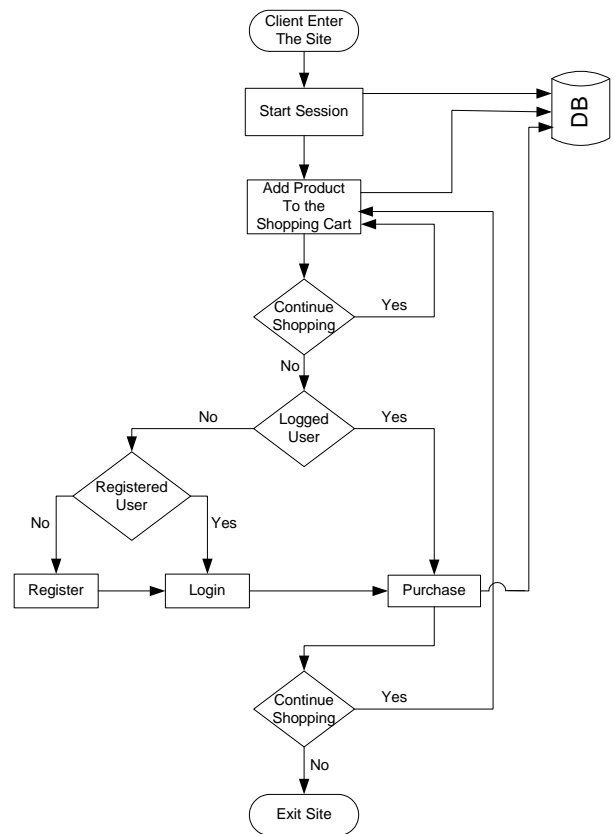 Client Enter
The Site
Start Session
DB
Add Product
To the
Shopping Cart
Continue
Shopping
Yes
No
Logged
User
No
Yes
Registered
User
No
Yes
Register
Login
Purchase
Continue
Shopping
Yes
No
Exit Site